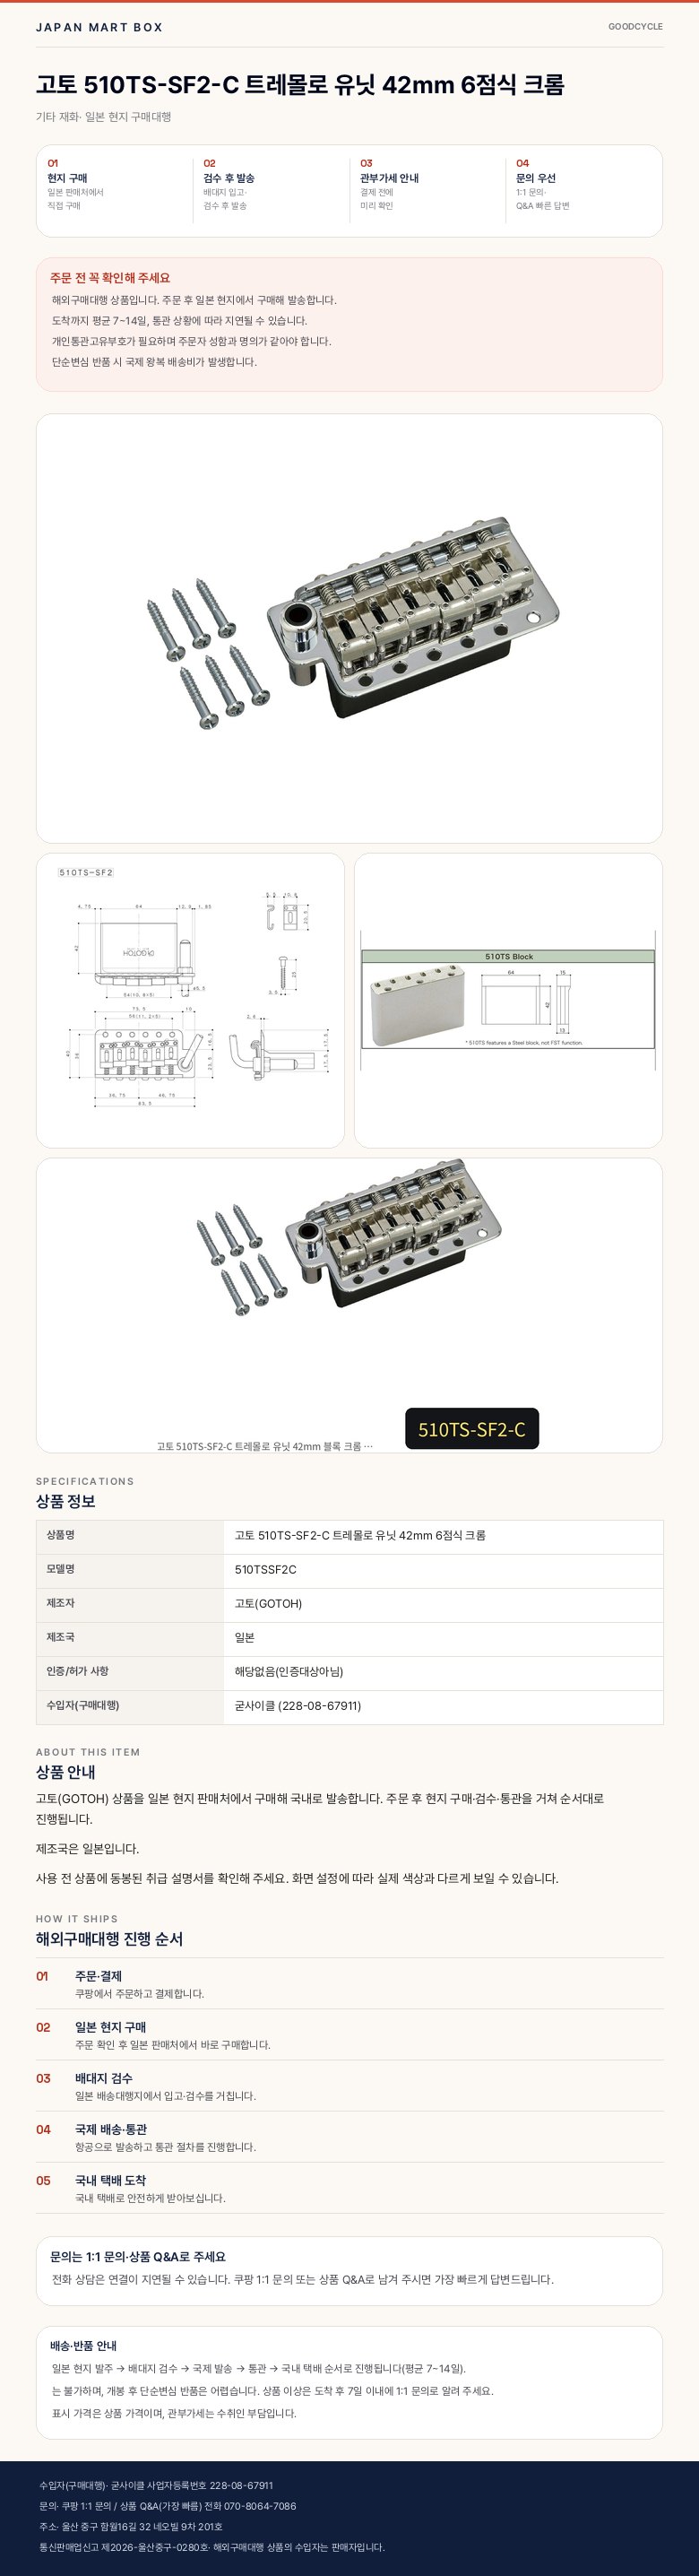 JAPAN MART BOX
GOODCYCLE
고토 510TS-SF2-C 트레몰로 유닛 42mm 6점식 크롬
기타 재화· 일본 현지 구매대행
01
현지 구매
일본 판매처에서
직접 구매
02
검수 후 발송
배대지 입고·
검수 후 발송
03
관부가세 안내
결제 전에
미리 확인
04
문의 우선
1:1 문의·
Q&A 빠른 답변
주문 전 꼭 확인해 주세요
해외구매대행 상품입니다. 주문 후 일본 현지에서 구매해 발송합니다.
도착까지 평균 7~14일, 통관 상황에 따라 지연될 수 있습니다.
개인통관고유부호가 필요하며 주문자 성함과 명의가 같아야 합니다.
단순변심 반품 시 국제 왕복 배송비가 발생합니다.
510TS-SF2
4.75
64
12.5
1.85
42
GOTOH
54(10.8×5)
73.5
10
56(11.2×5)
36.75
46.75
83.5
2.6
25
3.5
510TS Block
64
15
42
13
* 510TS features a Steel block, not FST function.
고토 510TS-SF2-C 트레몰로 유닛 42mm 블록 크롬 ···
510TS-SF2-C
SPECIFICATIONS
상품 정보
상품명 고토 510TS-SF2-C 트레몰로 유닛 42mm 6점식 크롬
모델명 510TSSF2C
제조자 고토(GOTOH)
제조국 일본
인증/허가 사항 해당없음(인증대상아님)
수입자(구매대행) 굳사이클 (228-08-67911)
ABOUT THIS ITEM
상품 안내
고토(GOTOH) 상품을 일본 현지 판매처에서 구매해 국내로 발송합니다. 주문 후 현지 구매·검수·통관을 거쳐 순서대로
진행됩니다.
제조국은 일본입니다.
사용 전 상품에 동봉된 취급 설명서를 확인해 주세요. 화면 설정에 따라 실제 색상과 다르게 보일 수 있습니다.
HOW IT SHIPS
해외구매대행 진행 순서
01
주문·결제
쿠팡에서 주문하고 결제합니다.
02
일본 현지 구매
주문 확인 후 일본 판매처에서 바로 구매합니다.
03
배대지 검수
일본 배송대행지에서 입고·검수를 거칩니다.
04
국제 배송·통관
항공으로 발송하고 통관 절차를 진행합니다.
05
국내 택배 도착
국내 택배로 안전하게 받아보십니다.
문의는 1:1 문의·상품 Q&A로 주세요
전화 상담은 연결이 지연될 수 있습니다. 쿠팡 1:1 문의 또는 상품 Q&A로 남겨 주시면 가장 빠르게 답변드립니다.
배송·반품 안내
일본 현지 발주 → 배대지 검수 → 국제 발송 → 통관 → 국내 택배 순서로 진행됩니다(평균 7~14일).
는 불가하며, 개봉 후 단순변심 반품은 어렵습니다. 상품 이상은 도착 후 7일 이내에 1:1 문의로 알려 주세요.
표시 가격은 상품 가격이며, 관부가세는 수취인 부담입니다.
수입자(구매대행)· 굳사이클 사업자등록번호 228-08-67911
문의· 쿠팡 1:1 문의 / 상품 Q&A(가장 빠름) 전화 070-8064-7086
주소· 울산 중구 함월16길 32 네오빌 9차 201호
통신판매업신고 제2026-울산중구-0280호· 해외구매대행 상품의 수입자는 판매자입니다.